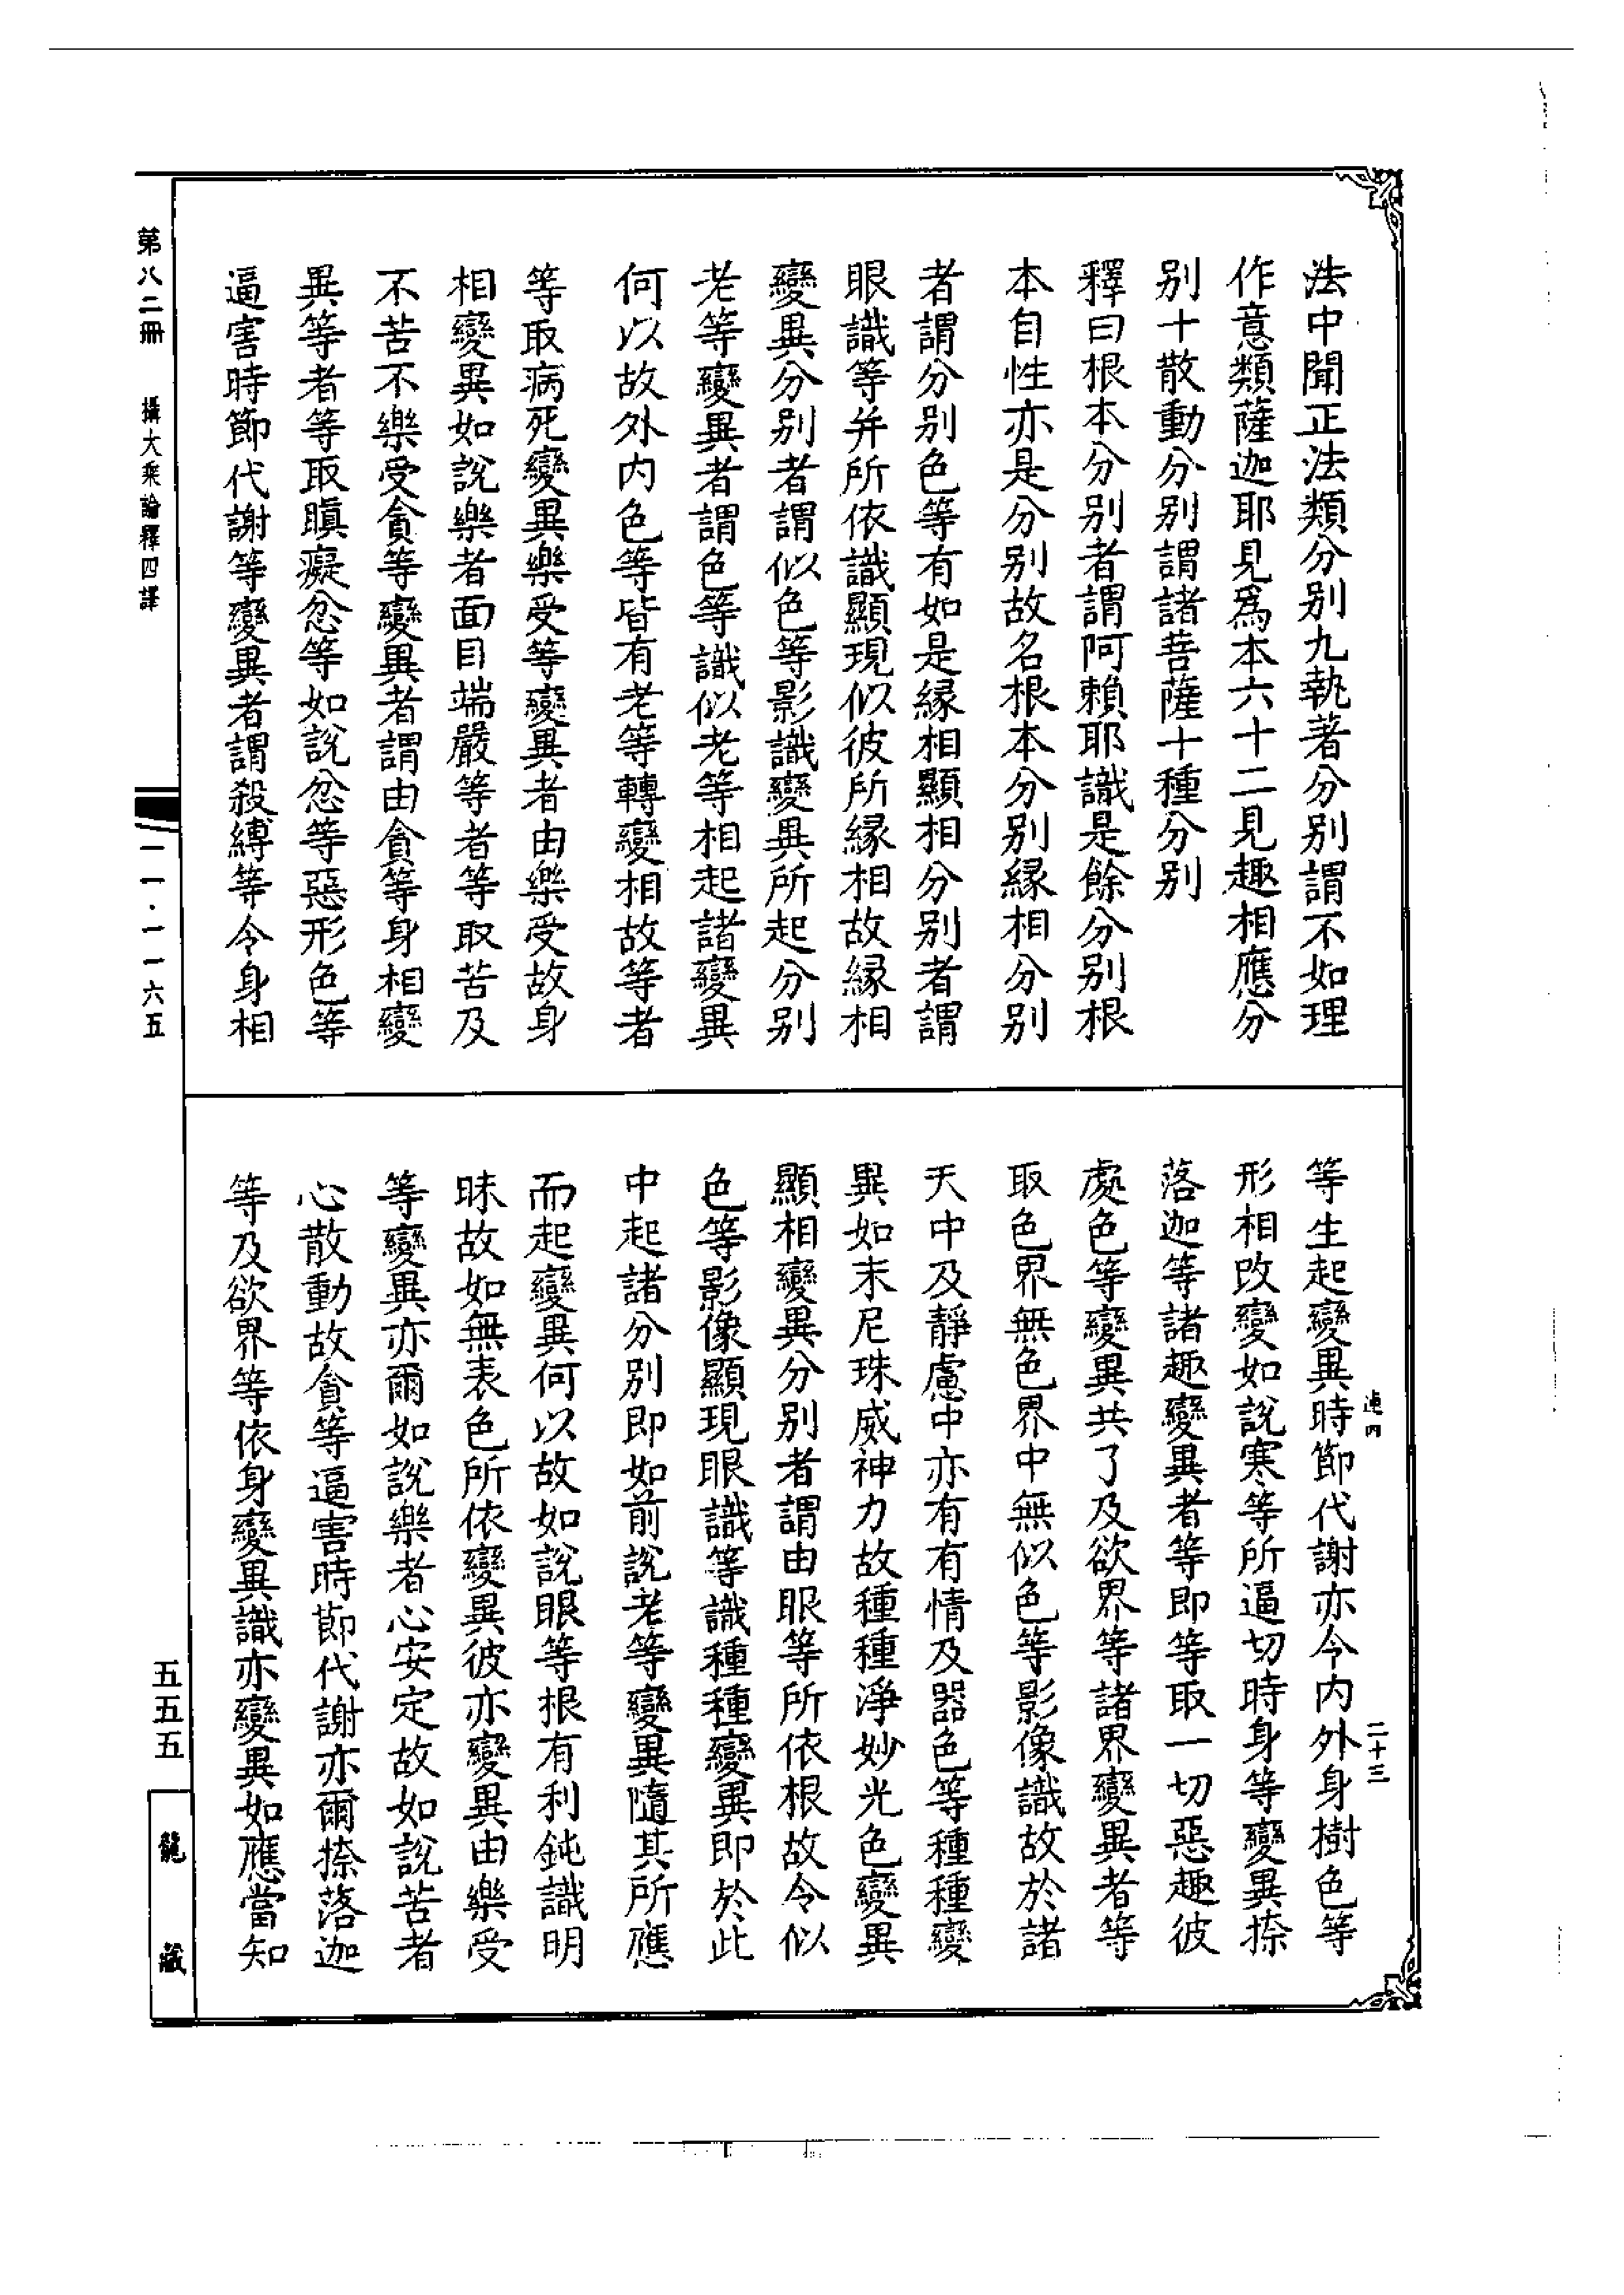 法中聞正法類分别九執著分别謂不如理
作意類薩迦耶見爲本六十二見趣相應分
别十散動分别謂諸菩薩十種分别
釋曰根本分别者謂阿賴耶識是餘分别根
本自性亦是分别故名根本分别緣相分别
者謂分别色等有如是緣相顯相分别者謂
眼識等并所依識顯現似彼所緣相故緣相
變異分别者謂似色等影識變異所起分别
老等變異者謂色等識似老等相起諸變異
何以故外内色等皆有老等轉變相故等者
等取病死變異樂受等變異者由樂受故身
相變異如說樂者面目端嚴等者等取苦及
不苦不樂受貪等變異者謂由貪等身相變
異等者等取瞋癡忿等如說忿等惡形色等
逼害時節代謝等變異者謂殺縛等令身相
等生起變異時節代謝亦令内外身樹色等
形相改變如說寒等所逼切時身等變異捺
落迦等諸趣變異者等即等取一切惡趣彼
處色等變異共了及欲界等諸界變異者等
取色界無色界中無似色等影像識故於諸
天中及靜慮中亦有有情及器色等種種變
異如末尼珠威神力故種種淨妙光色變異
顯相變異分别者謂由眼等所依根故令似
色等影像顯現眼識等識種種變異即於此
中起諸分别即如前說老等變異隨其所應
而起變異何以故如說眼等根有利鈍識明
昧故如無表色所依變異彼亦變異由樂受
等變異亦爾如說樂者心安定故如說苦者
心散動故貪等逼害時節代謝亦爾捺落迦
等及欲界等依身變異識亦變異如應當知
二十三
第八二冊
攝大乘論釋四譯
一一·一一六五
五五五
龍藏